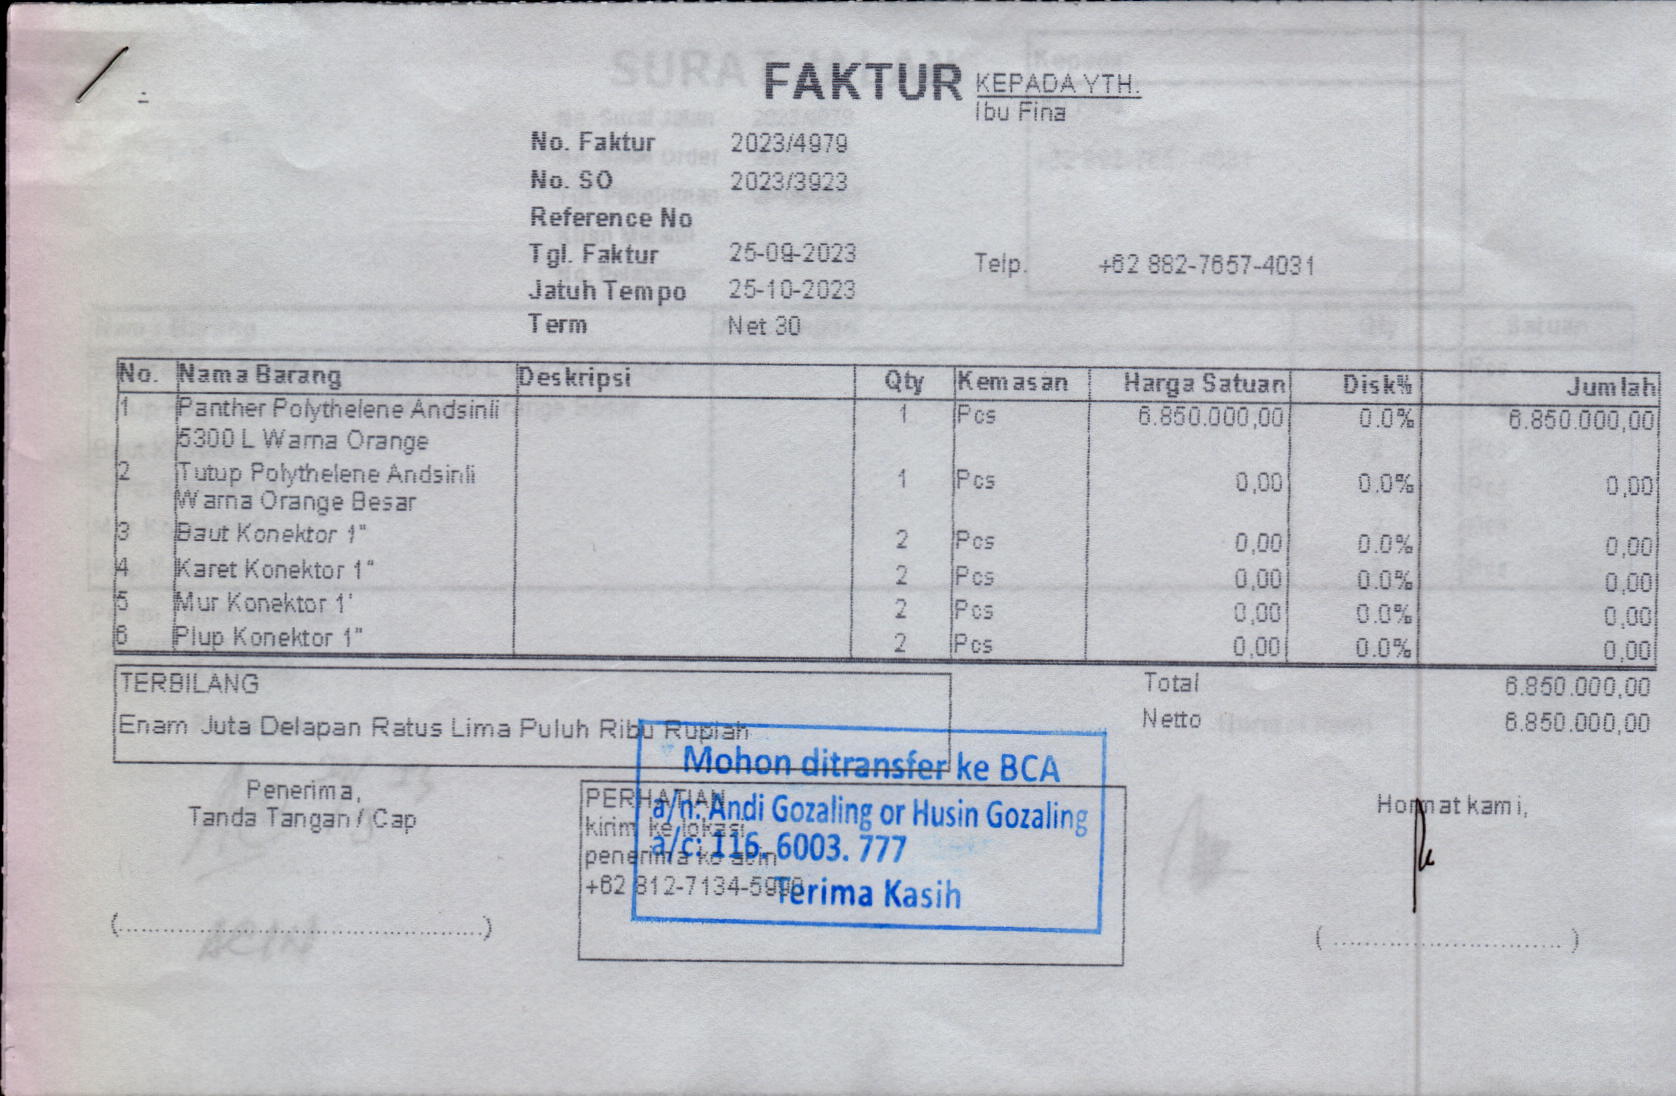 FAKTUR
KEPADA YTH.
Ibu Fina
No. Faktur 2023/4979
No. SO 2023/3923
Reference No
Tgl. Faktur 25-09-2023
Telp. +62 882-7657-4031
Jatuh Tempo 25-10-2023
Term Net 30
No. Nama Barang Deskripsi Qty Kemasan Harga Satuan Disk% Jumlah
1 Panther Polythelene Andsinli 1 Pcs 6.850.000,00 0.0% 6.850.000,00
5300 L Warna Orange
2 Tutup Polythelene Andsinli 1 Pcs 0,00 0.0% 0,00
Warna Orange Besar
3 Baut Konektor 1" 2 Pcs 0,00 0.0% 0,00
4 Karet Konektor 1" 2 Pcs 0,00 0.0% 0,00
5 Mur Konektor 1' 2 Pcs 0,00 0.0% 0,00
6 Plup Konektor 1" 2 Pcs 0,00 0.0% 0,00
TERBILANG
Enam Juta Delapan Ratus Lima Puluh Ribu Rupiah
Total 6.850.000,00
Netto 6.850.000,00
Penerima,
Tanda Tangan / Cap
(................................................)
PERHATIAN
kirim ke lokasi
penerima ko acin
+62 812-7134-
Mohon ditransfer ke BCA
a/n: Andi Gozaling or Husin Gozaling
a/c: 116. 6003. 777
Terima Kasih
Hormat kami,
( ............................. )
ACIN